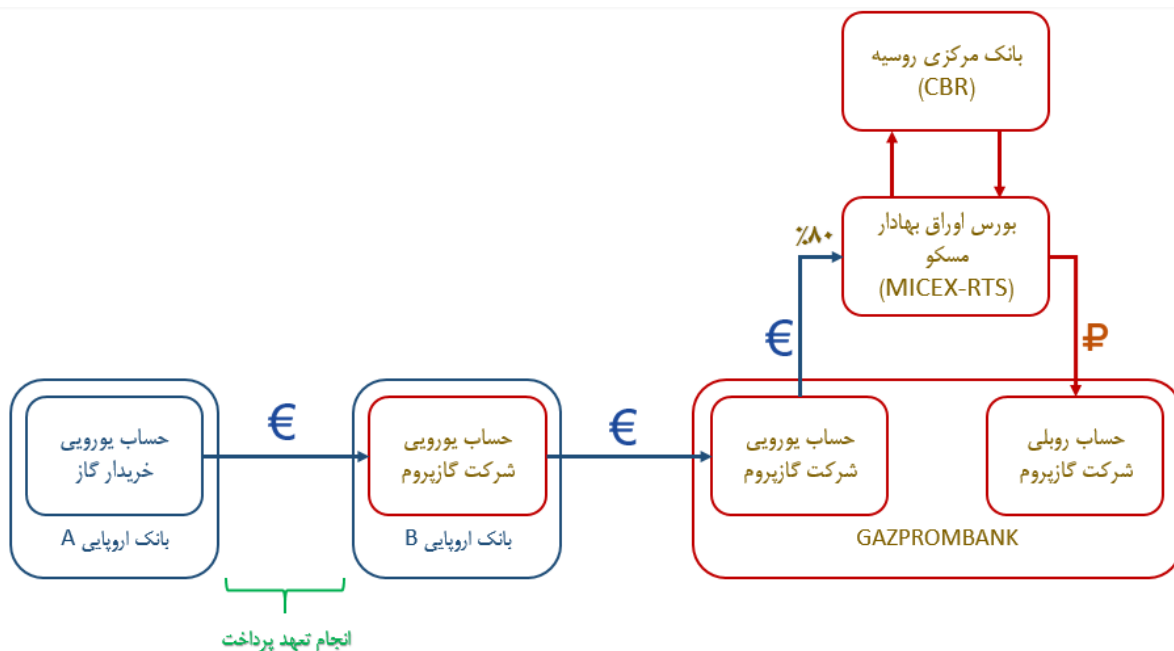 بانک مرکزی روسیه
(CBR)
بورس اوراق بهادار
مسکو
(MICEX-RTS)
٪۸۰
€
₽
€
€
حساب یورویی
خریدار گاز
حساب یورویی
شرکت گازپروم
حساب یورویی
شرکت گازپروم
حساب روبلی
شرکت گازپروم
بانک اروپایی A
بانک اروپایی B
GAZPROMBANK
انجام تعهد پرداخت